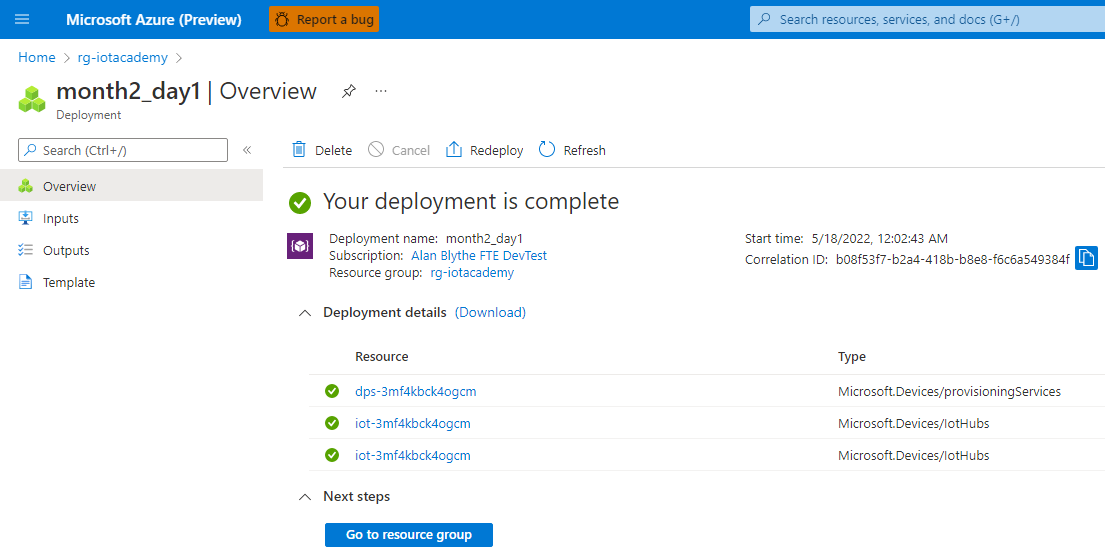 Microsoft Azure (Preview) Report a bug Search resources, services, and docs (G+/)
Home > rg-iotacademy >
month2_day1 | Overview ...
Deployment
Search (Ctrl+/) «
Delete Cancel Redeploy Refresh
Overview
Inputs
Outputs
Template
Your deployment is complete
Deployment name: month2_day1
Subscription: Alan Blythe FTE DevTest
Resource group: rg-iotacademy
Start time: 5/18/2022, 12:02:43 AM
Correlation ID: b08f53f7-b2a4-418b-b8e8-f6c6a549384f
Deployment details (Download)
Resource Type
dps-3mf4kbck4ogcm Microsoft.Devices/provisioningServices
iot-3mf4kbck4ogcm Microsoft.Devices/IotHubs
iot-3mf4kbck4ogcm Microsoft.Devices/IotHubs
Next steps
Go to resource group